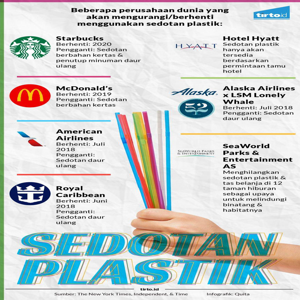 Beberapa perusahaan dunia yang
akan mengurangi/berhenti
menggunakan sedotan plastik:
tirto.id
Starbucks
Berhenti: 2020
Pengganti: Sedotan
berbahan kertas &
penutup minuman daur
ulang
McDonald's
Berhenti: 2019
Pengganti: Sedotan
berbahan kertas
American
Airlines
Berhenti: Juli
2018
Pengganti:
Sedotan daur
ulang
Royal
Caribbean
Berhenti: Juni
2018
Pengganti:
Sedotan daur
ulang
HYATT
Hotel Hyatt
Sedotan plastik
hanya akan
tersedia
berdasarkan
permintaan tamu
hotel
Alaska
52
Alaska Airlines
x LSM Lonely
Whale
Berhenti: Juli 2018
Pengganti: Sedotan
daur ulang
SeaWorld
Parks &
Entertainment
AS
Menghilangkan
sedotan plastik &
tas belanja di 12
taman hiburan
sebagai upaya
untuk melindungi
binatang &
habitatnya
SEDOTAN
PLASTIK
tirto.id
Sumber: The New York Times, Independent, & Time
Infografik: Quita